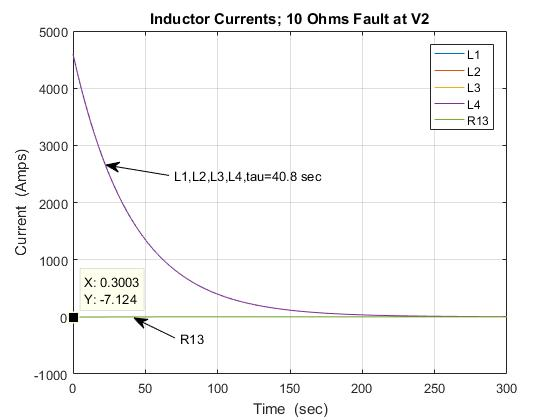 Inductor Currents; 10 Ohms Fault at V2
5000
4000
3000
2000
1000
0
-1000
Current (Amps)
L1
L2
L3
L4
R13
L1,L2,L3,L4,tau=40.8 sec
X: 0.3003
Y: -7.124
R13
0
50
100
150
200
250
300
Time (sec)